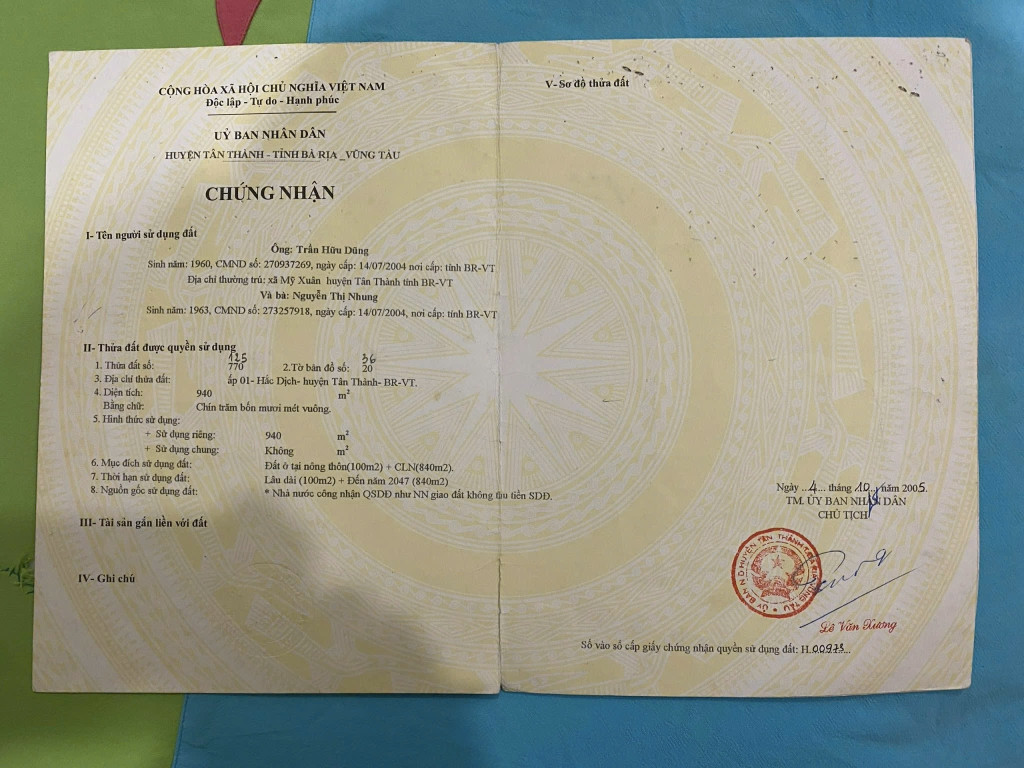 CỘNG HÒA XÃ HỘI CHỦ NGHĨA VIỆT NAM
Độc lập - Tự do - Hạnh phúc
UỶ BAN NHÂN DÂN
HUYỆN TÂN THÀNH - TỈNH BÀ RỊA _VŨNG TÀU
CHỨNG NHẬN
I- Tên người sử dụng đất
Ông: Trần Hữu Dũng
Sinh năm: 1960, CMND số: 270937269, ngày cấp: 14/07/2004 nơi cấp: tỉnh BR-VT
Địa chỉ thường trú: xã Mỹ Xuân huyện Tân Thành tỉnh BR-VT
Và bà: Nguyễn Thị Nhung
Sinh năm: 1963, CMND số: 273257918, ngày cấp: 14/07/2004, nơi cấp: tỉnh BR-VT
II- Thửa đất được quyền sử dụng
125 36
1. Thửa đất số: 770 2.Tờ bản đồ số: 20
3. Địa chỉ thửa đất: ấp 01- Hắc Dịch- huyện Tân Thành- BR-VT.
4. Diện tích: 940 m²
Bằng chữ: Chín trăm bốn mươi mét vuông.
5. Hình thức sử dụng:
+ Sử dụng riêng: 940 m²
+ Sử dụng chung: Không m²
6. Mục đích sử dụng đất: Đất ở tại nông thôn(100m2) + CLN(840m2).
7. Thời hạn sử dụng đất: Lâu dài (100m2) + Đến năm 2047 (840m2)
8. Nguồn gốc sử dụng đất: * Nhà nước công nhận QSDĐ như NN giao đất không thu tiền SDĐ.
III- Tài sản gắn liền với đất
IV- Ghi chú
V- Sơ đồ thửa đất
Ngày ..4... tháng 10 năm 2005.
TM. ỦY BAN NHÂN DÂN
CHỦ TỊCH
Lê Văn Xương
Số vào sổ cấp giấy chứng nhận quyền sử dụng đất: H.00973...